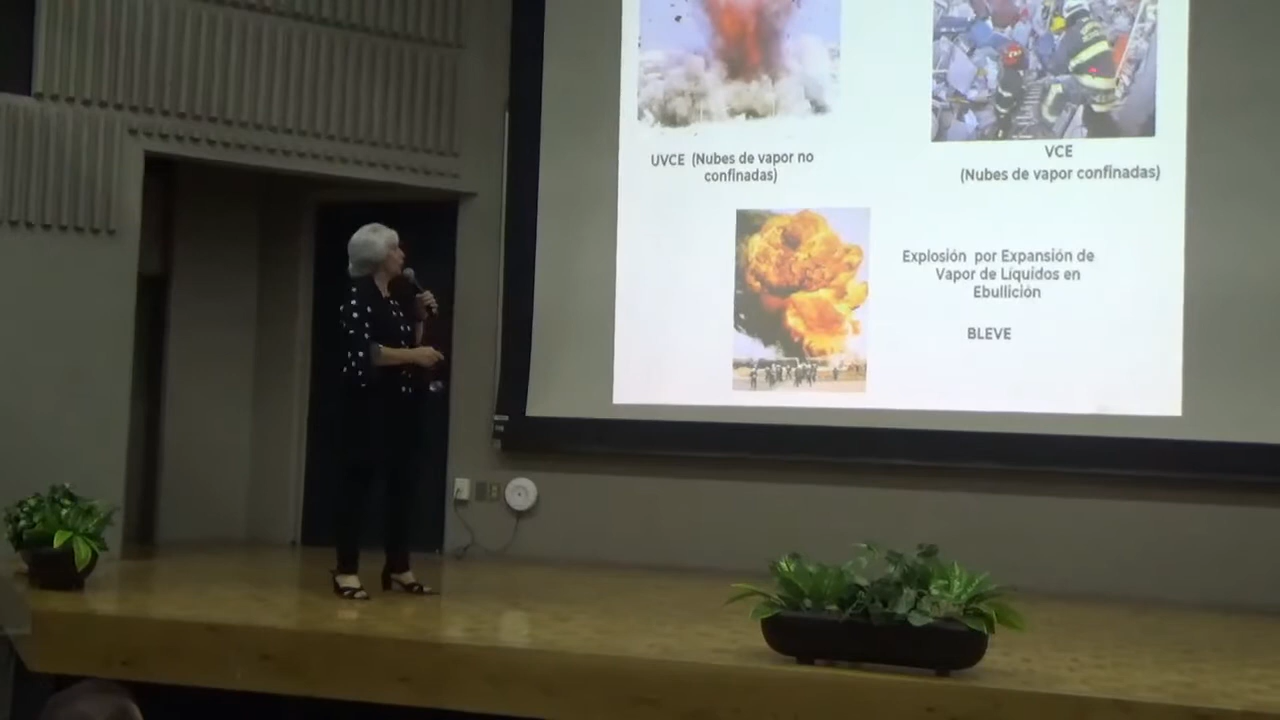 UVCE (Nubes de vapor no
confinadas)
VCE
(Nubes de vapor confinadas)
Explosión por Expansión de
Vapor de Líquidos en
Ebullición
BLEVE